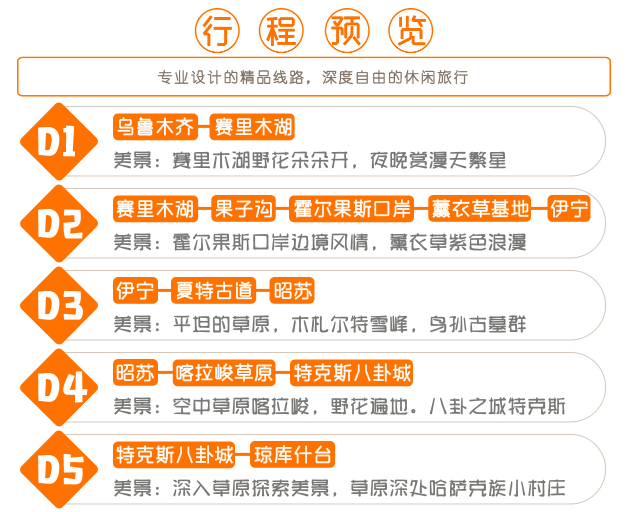 行程预览
专业设计的精品线路，深度自由的休闲旅行
D1
乌鲁木齐—赛里木湖
美景：赛里木湖野花朵朵开，夜晚赏漫天繁星
D2
赛里木湖—果子沟—霍尔果斯口岸—薰衣草基地—伊宁
美景：霍尔果斯口岸边境风情，薰衣草紫色浪漫
D3
伊宁—夏特古道—昭苏
美景：平坦的草原，木札尔特雪峰，乌孙古墓群
D4
昭苏—喀拉峻草原—特克斯八卦城
美景：空中草原喀拉峻，野花遍地。八卦之城特克斯
D5
特克斯八卦城—琼库什台
美景：深入草原探索美景，草原深处哈萨克族小村庄